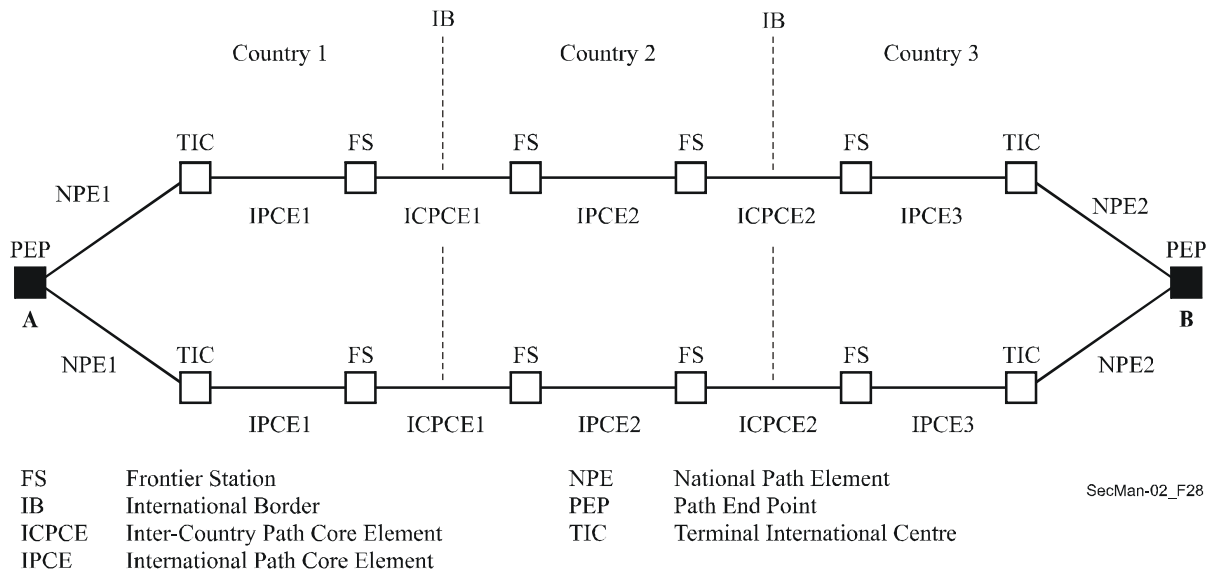 IB IB
Country 1 Country 2 Country 3
TIC FS FS FS FS TIC
NPE1 NPE2
IPCE1 ICPCE1 IPCE2 ICPCE2 IPCE3
PEP PEP
A B
NPE1 NPE2
TIC FS FS FS FS TIC
IPCE1 ICPCE1 IPCE2 ICPCE2 IPCE3
FS Frontier Station NPE National Path Element
IB International Border PEP Path End Point
ICPCE Inter-Country Path Core Element TIC Terminal International Centre
IPCE International Path Core Element
SecMan-02_F28